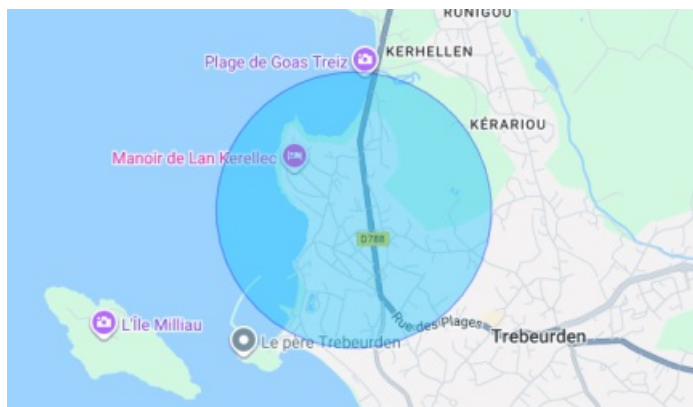 RUNIGOU
KERHELLEN
Plage de Goas Treiz
KÉRARIOU
Manoir de Lan Kerellec
D788
L'Île Milliau
Rue des Plages
Trebeurden
Le père Trebeurden